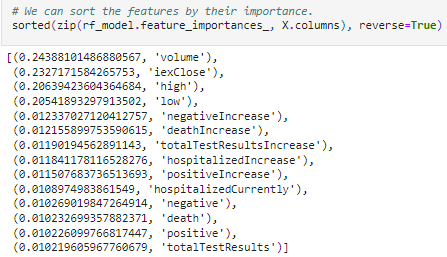 # We can sort the features by their importance.
sorted(zip(rf_model.feature_importances_, X.columns), reverse=True)
[(0.24388101486880567, 'volume'),
(0.2327171584265753, 'iexClose'),
(0.20639423604364684, 'high'),
(0.20541893297913502, 'low'),
(0.012337027120412757, 'negativeIncrease'),
(0.012155899753590615, 'deathIncrease'),
(0.01190194562891143, 'totalTestResultsIncrease'),
(0.011841178116528276, 'hospitalizedIncrease'),
(0.011507683736513693, 'positiveIncrease'),
(0.0108974983861549, 'hospitalizedCurrently'),
(0.010269019847264914, 'negative'),
(0.010232699357882371, 'death'),
(0.010226099766817447, 'positive'),
(0.010219605967760679, 'totalTestResults')]